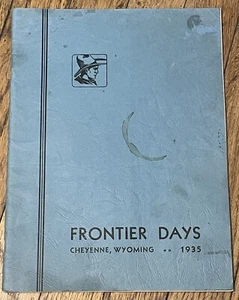 FRONTIER DAYS
CHEYENNE, WYOMING •• 1935